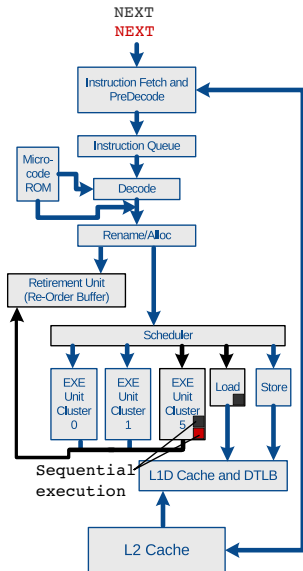 NEXT
NEXT
Instruction Fetch and
PreDecode
Instruction Queue
Micro-
code
ROM
Decode
Rename/Alloc
Retirement Unit
(Re-Order Buffer)
Scheduler
EXE
Unit
Cluster
0
EXE
Unit
Cluster
1
EXE
Unit
Cluster
5
Load
Store
Sequential
execution
L1D Cache and DTLB
L2 Cache